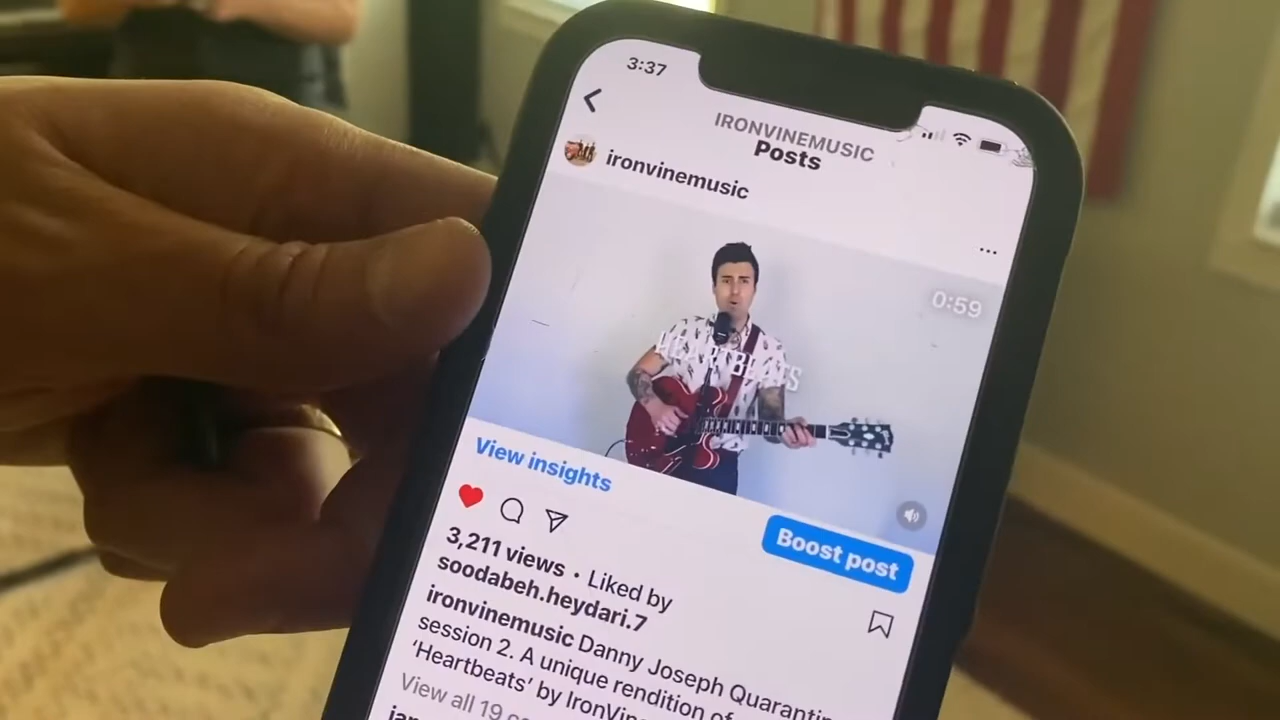 3:37
IRONVINEMUSIC
Posts
ironvinemusic
0:59
HEARTBEATS
View insights
Boost post
3,211 views • Liked by
soodabeh.heydari.7
ironvinemusic Danny Joseph Quarantin
session 2. A unique rendition of
'Heartbeats' by IronVine
View all 19